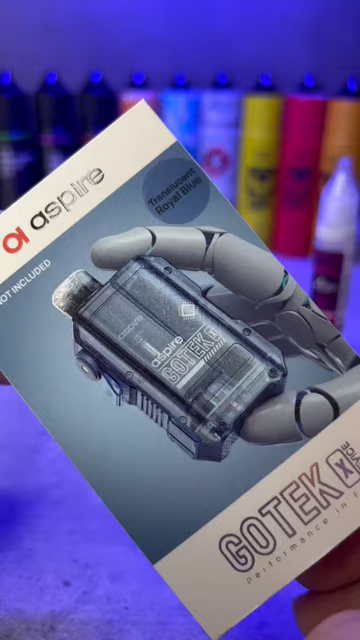 aspire
Translucent
Royal Blue
NOT INCLUDED
aspire
aspire
GOTEK X
GOTEK X
performance in